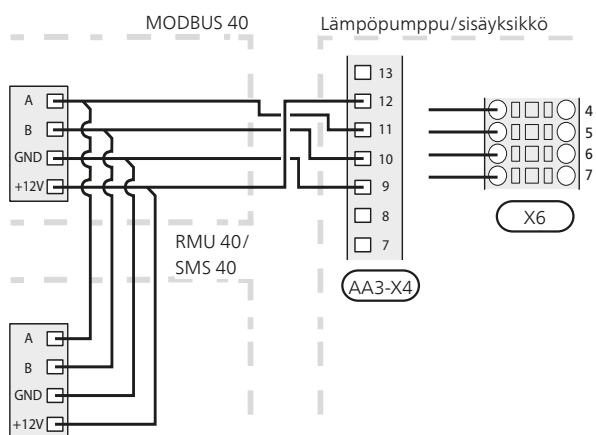 MODBUS 40
Lämpöpumppu/sisäyksikkö
A
B
GND
+12V
13
12
11
10
9
8
7
AA3-X4
4
5
6
7
X6
RMU 40/
SMS 40
A
B
GND
+12V